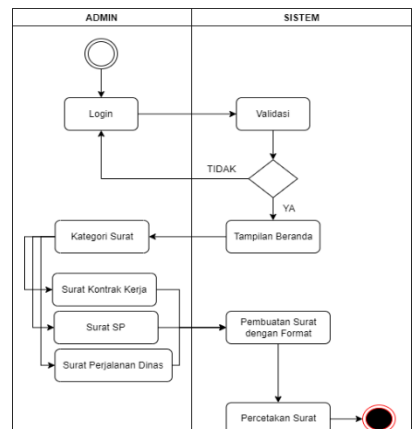 ADMIN
SISTEM
Login
Validasi
TIDAK
YA
Kategori Surat
Tampilan Beranda
Surat Kontrak Kerja
Surat SP
Pembuatan Surat
dengan Format
Surat Perjalanan Dinas
Percetakan Surat